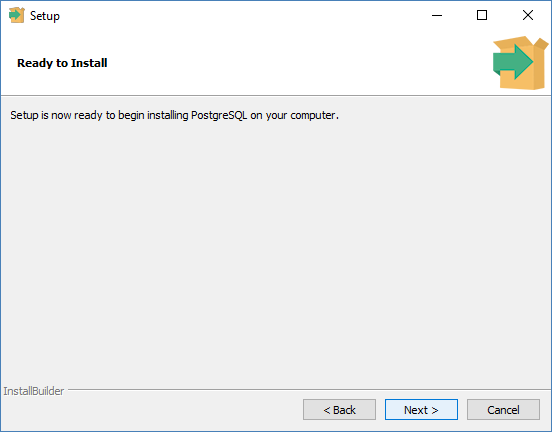 Setup
Ready to Install
Setup is now ready to begin installing PostgreSQL on your computer.
InstallBuilder
< Back
Next >
Cancel